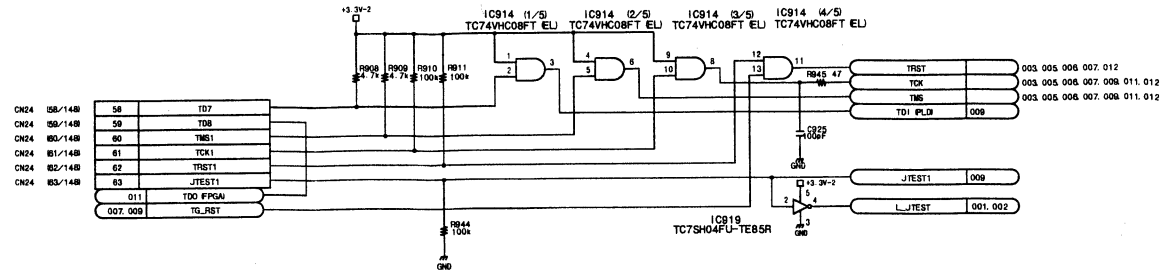 +3.3V-2
IC914 (1/5) IC914 (2/5) IC914 (3/5) IC914 (4/5)
TC74VHC08FT (EL) TC74VHC08FT (EL) TC74VHC08FT (EL) TC74VHC08FT (EL)
1 2 3
4 5 6
9 10 8
12 13 11
R908 4.7k
R909 4.7k
R910 100k
R911 100k
R945 47
TRST 003. 005. 006. 007. 012
TCK 003. 005. 006. 007. 009. 011. 012
TMS 003. 005. 006. 007. 009. 011. 012
TDI (PLD) 009
C925
100pF
GND
CN24 (58/148) 58 TD7
CN24 (59/148) 59 TD8
CN24 (60/148) 60 TMS1
CN24 (61/148) 61 TCK1
CN24 (62/148) 62 TRST1
CN24 (63/148) 63 JTEST1
011 TDO (FPGA)
007. 009 TG_RST
R944
100k
GND
JTEST1 009
+3.3V-2
5
2 4
3
GND
L_JTEST 001. 002
IC919
TC7SH04FU-TE85R